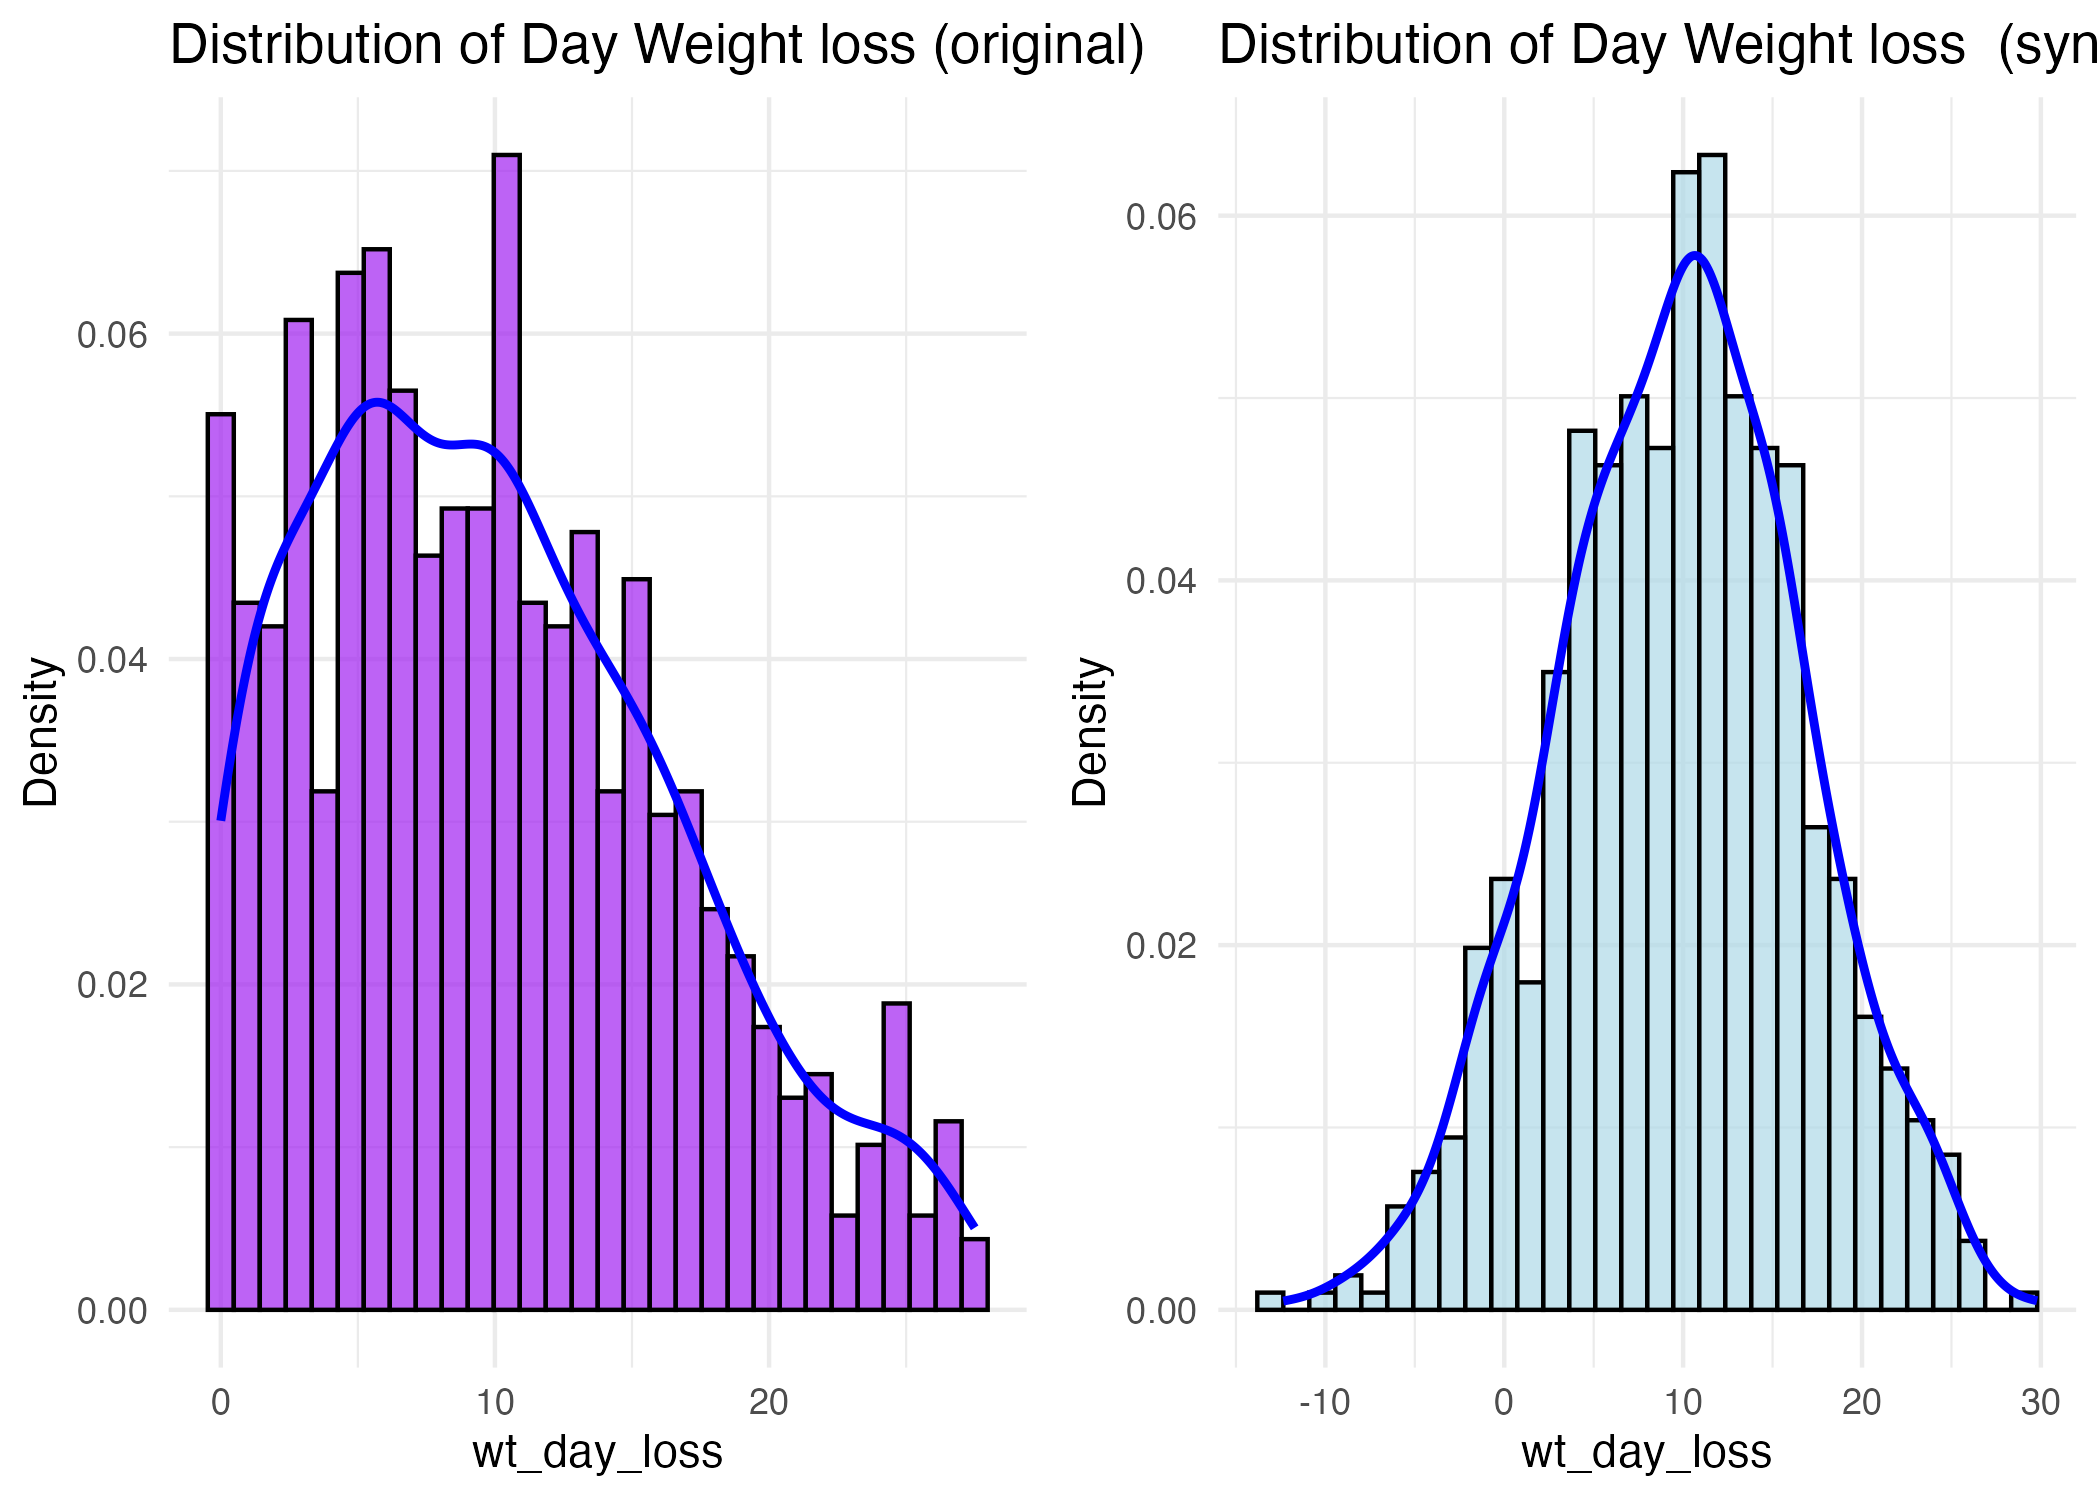 Distribution of Day Weight loss (original)
Density
0.06
0.04
0.02
0.00
0
10
20
wt_day_loss
Distribution of Day Weight loss  (syn
Density
0.06
0.04
0.02
0.00
-10
0
10
20
30
wt_day_loss